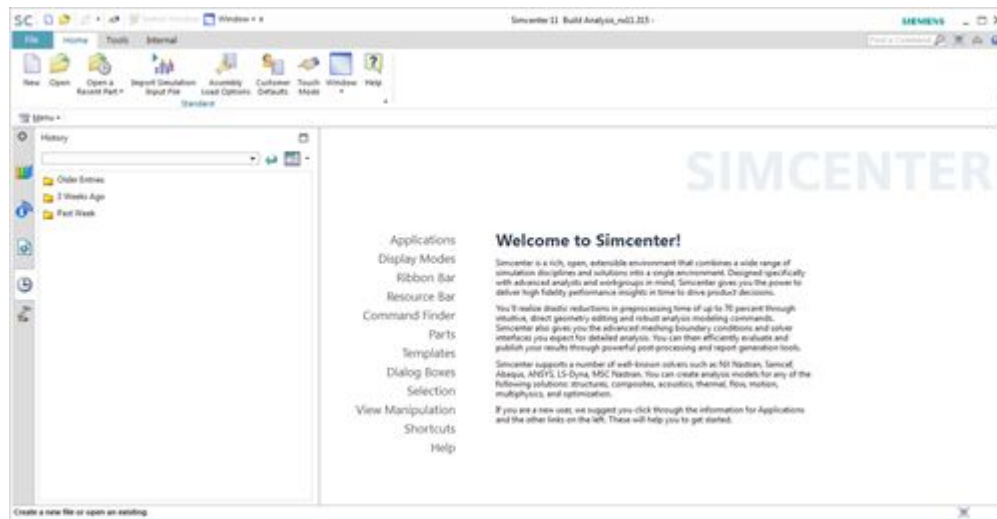 SC Switch Window Window Simcenter 11 Build Analysis_nx11.315 - SIEMENS
File Home Tools Internal Find a Command
New Open Open a Recent Part Import Simulation Input File Assembly Load Options Customer Defaults Touch Mode Window Help
Standard
Menu
History
Older Entries
3 Weeks Ago
Past Week
SIMCENTER
Applications
Display Modes
Ribbon Bar
Resource Bar
Command Finder
Parts
Templates
Dialog Boxes
Selection
View Manipulation
Shortcuts
Help
Welcome to Simcenter!
Simcenter is a rich, open, extensible environment that combines a wide range of
simulation disciplines and solutions into a single environment. Designed specifically
with advanced analysts and workgroups in mind, Simcenter gives you the power to
deliver high fidelity performance insights in time to drive product decisions.
You'll realize drastic reductions in preprocessing time of up to 70 percent through
intuitive, direct geometry editing and robust analysis modeling commands.
Simcenter also gives you the advanced meshing boundary conditions and solver
interfaces you expect for detailed analysis. You can then efficiently evaluate and
publish your results through powerful post-processing and report generation tools.
Simcenter supports a number of well-known solvers such as NX Nastran, Samcef,
Abaqus, ANSYS, LS-Dyna, MSC Nastran. You can create analysis models for any of the
following solutions: structures, composites, acoustics, thermal, flow, motion,
multiphysics, and optimization.
If you are a new user, we suggest you click through the information for Applications
and the other links on the left. These will help you to get started.
Create a new file or open an existing